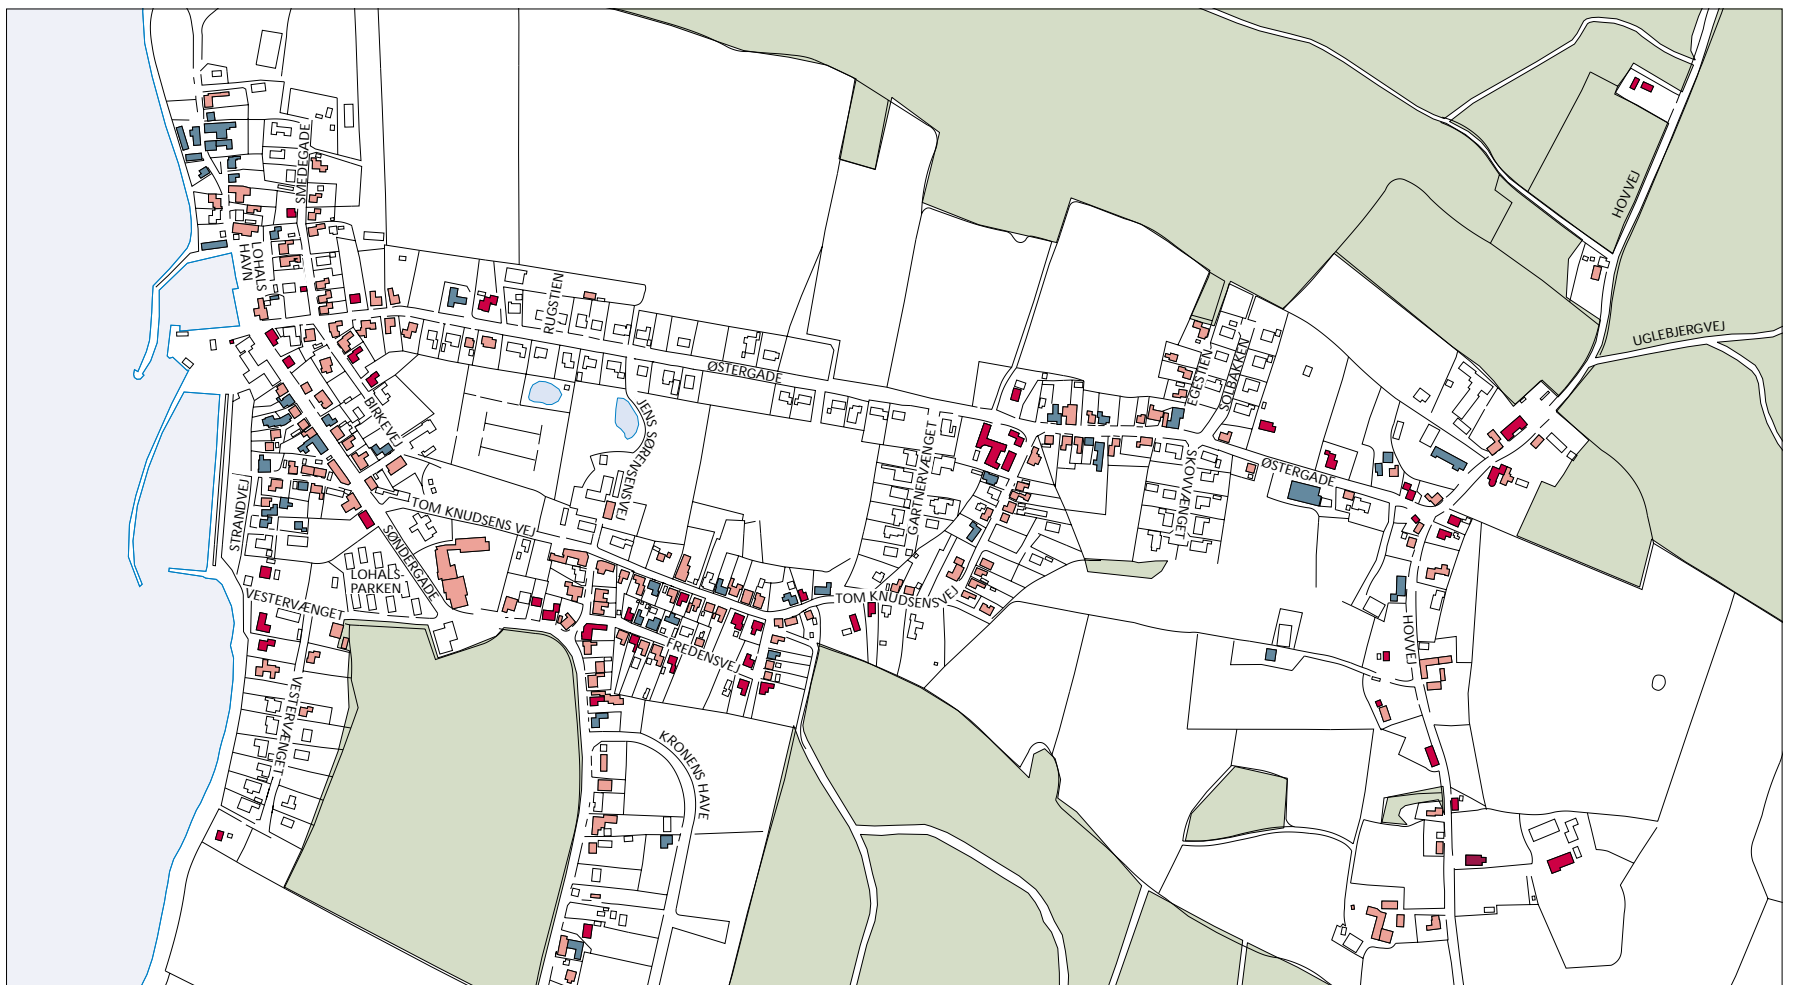 SMEDEGADE
HOVVEJ
LOHALS
HAVN
RUGSTIEN
UGLEBJERGVEJ
ØSTERGADE
EGESTIEN
SOLBAKKEN
BIRKEVEJ
JENS SØRENSENSVEJ
GARTNERVÆNGET
SKOVVÆNGET
ØSTERGADE
STRANDVEJ
TOM KNUDSENS VEJ
SØNDERGADE
LOHALS-
PARKEN
VESTERVÆNGET
TOM KNUDSENSVEJ
FREDENSVEJ
HOVVEJ
VESTERVÆNGET
KRONENS HAVE